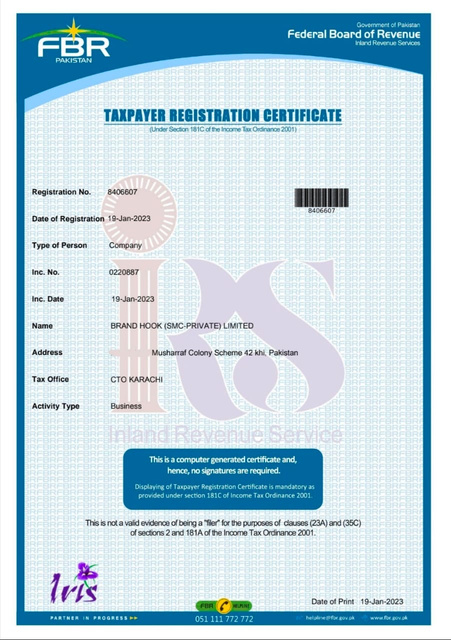 FBR
PAKISTAN
Government of Pakistan
Federal Board of Revenue
Inland Revenue Services
TAXPAYER REGISTRATION CERTIFICATE
(Under Section 181C of the Income Tax Ordinance 2001)
Registration No. 8406607
8406607
Date of Registration 19-Jan-2023
Type of Person Company
Inc. No. 0220887
Inc. Date 19-Jan-2023
Name BRAND HOOK (SMC-PRIVATE) LIMITED
Address Musharraf Colony Scheme 42 khi, Pakistan
Tax Office CTO KARACHI
Activity Type Business
IRS
Inland Revenue Service
This is a computer generated certificate and,
hence, no signatures are required.
Displaying of Taxpayer Registration Certificate is mandatory as
provided under section 181C of Income Tax Ordinance 2001.
This is not a valid evidence of being a "filer" for the purposes of clauses (23A) and (35C)
of sections 2 and 181A of the Income Tax Ordinance 2001.
Iris
PARTNER IN PROGRESS
FBR
051 111 772 772
Date of Print 19-Jan-2023
helpline@fbr.gov.pk
www.fbr.gov.pk